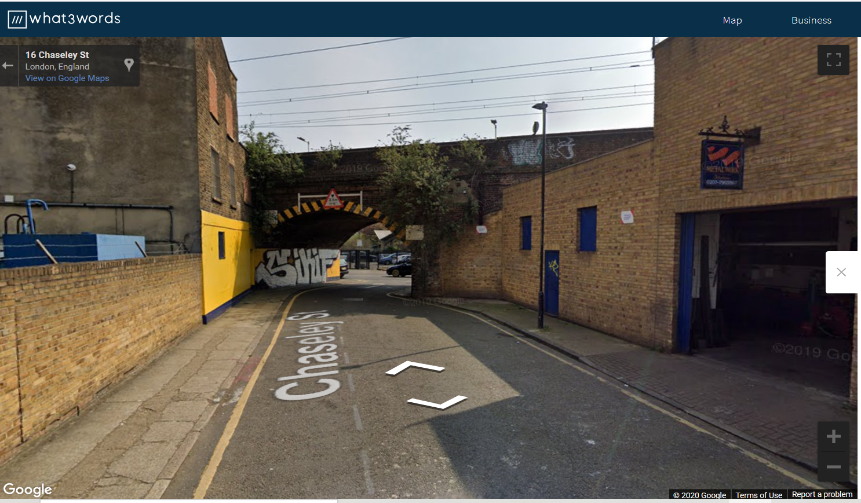 what3words
Map
Business
16 Chaseley St
London, England
View on Google Maps
Chaseley St
©2019 Goo
Google
© 2020 Google
Terms of Use
Report a problem